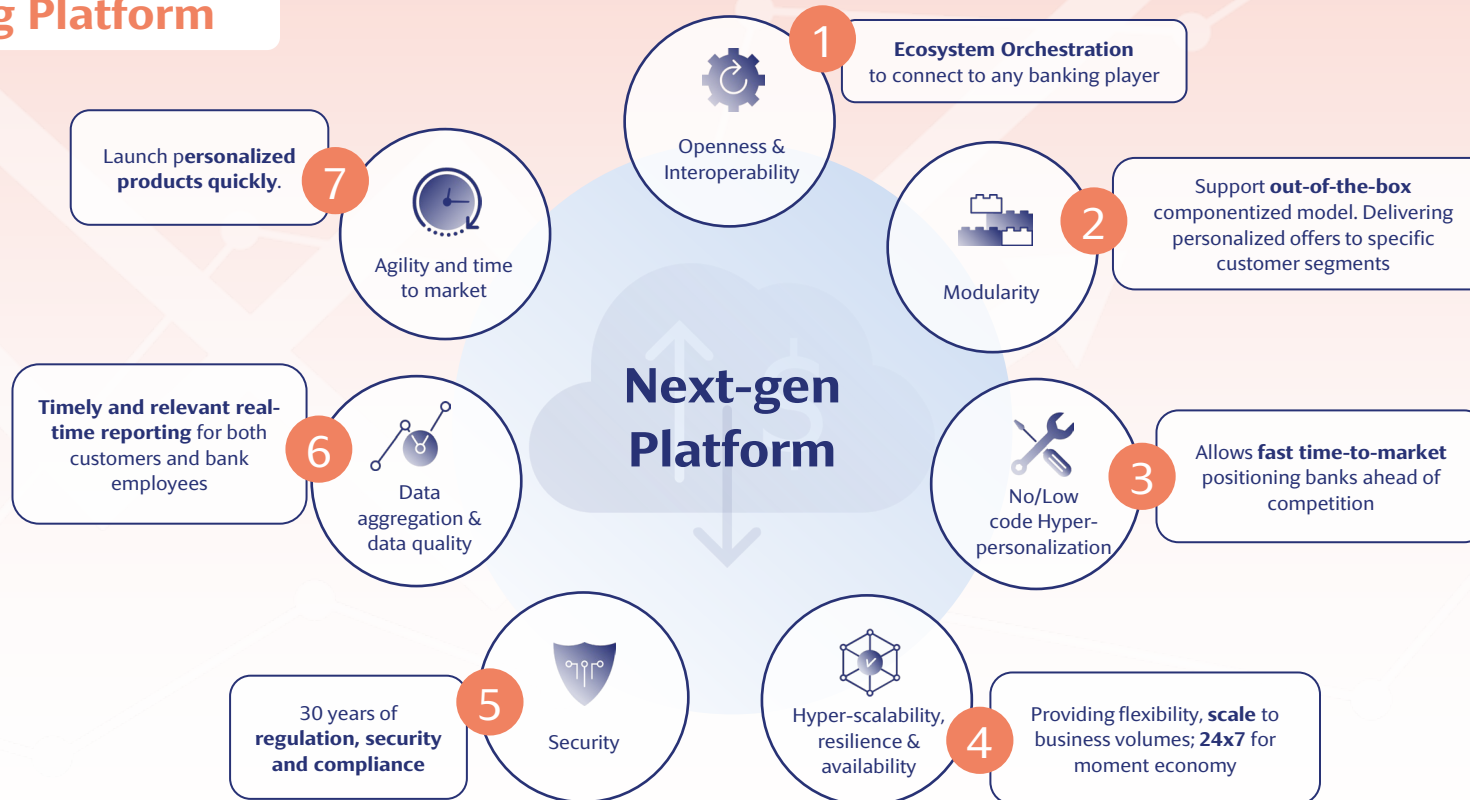 g Platform
1
Ecosystem Orchestration
to connect to any banking player
Openness &
Interoperability
2
Support out-of-the-box
componentized model. Delivering
personalized offers to specific
customer segments
Modularity
3
Allows fast time-to-market
positioning banks ahead of
competition
No/Low
code Hyper-
personalization
4
Providing flexibility, scale to
business volumes; 24x7 for
moment economy
Hyper-scalability,
resilience &
availability
5
30 years of
regulation, security
and compliance
Security
6
Timely and relevant real-
time reporting for both
customers and bank
employees
Data
aggregation &
data quality
7
Launch personalized
products quickly.
Agility and time
to market
$
Next-gen
Platform